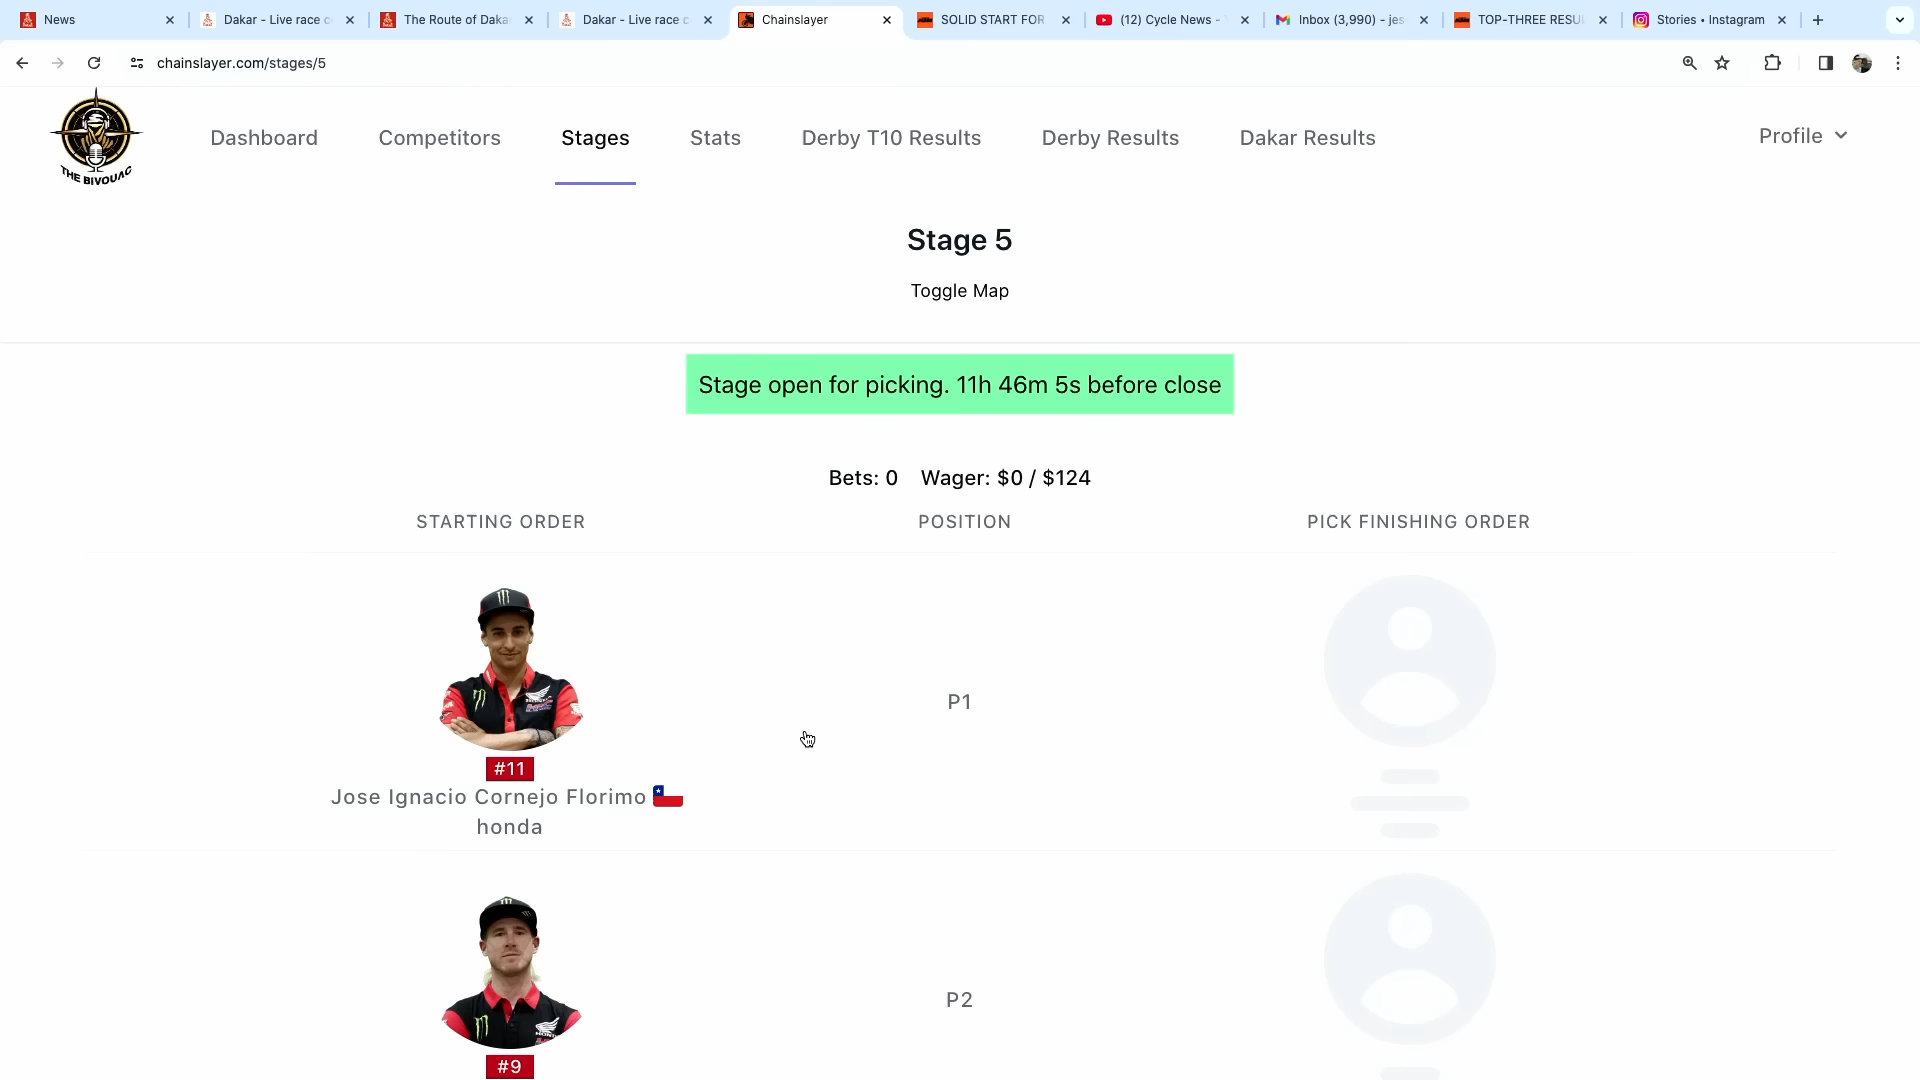 News
Dakar - Live race c
The Route of Daka
Dakar - Live race c
Chainslayer
SOLID START FOR
(12) Cycle News -
Inbox (3,990) - jes
TOP-THREE RESU
Stories • Instagram
chainslayer.com/stages/5
THE BIVOUAC
Dashboard
Competitors
Stages
Stats
Derby T10 Results
Derby Results
Dakar Results
Profile
Stage 5
Toggle Map
Stage open for picking. 11h 46m 5s before close
Bets: 0 Wager: $0 / $124
STARTING ORDER
POSITION
PICK FINISHING ORDER
#11
Jose Ignacio Cornejo Florimo
honda
P1
#9
P2